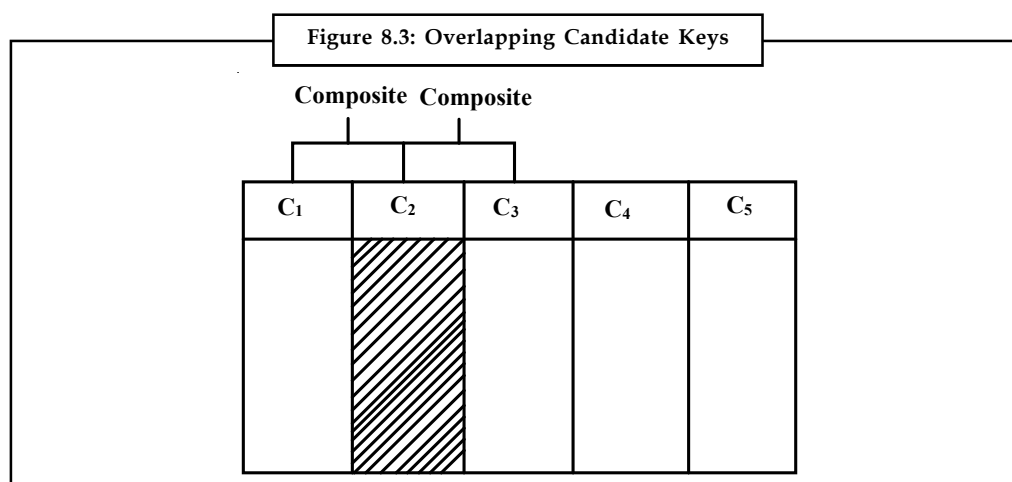 Figure 8.3: Overlapping Candidate Keys
Composite Composite
C₁ C₂ C₃ C₄ C₅